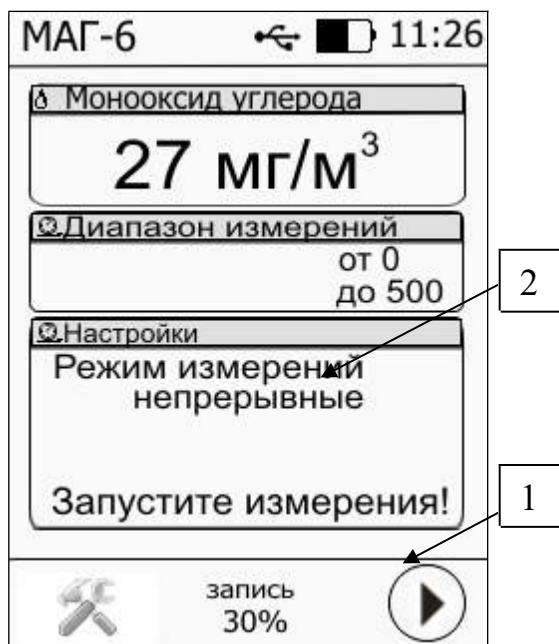 МАГ-6 11:26
Монооксид углерода
27 мг/м³
Диапазон измерений
от 0
до 500
2
Настройки
Режим измерений
непрерывные
Запустите измерения!
1
запись
30%